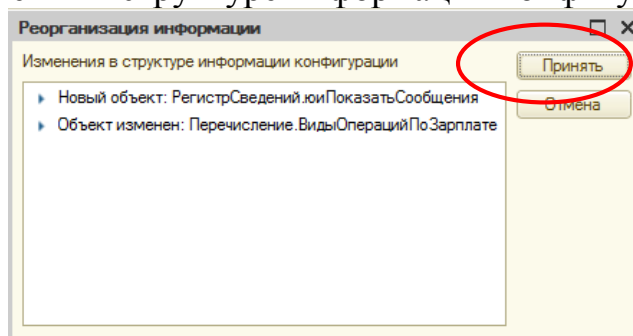 Реорганизация информации
Изменения в структуре информации конфигурации
Принять
Новый объект: РегистрСведений.юиПоказатьСообщения
Отмена
Объект изменен: Перечисление.ВидыОперацийПоЗарплате